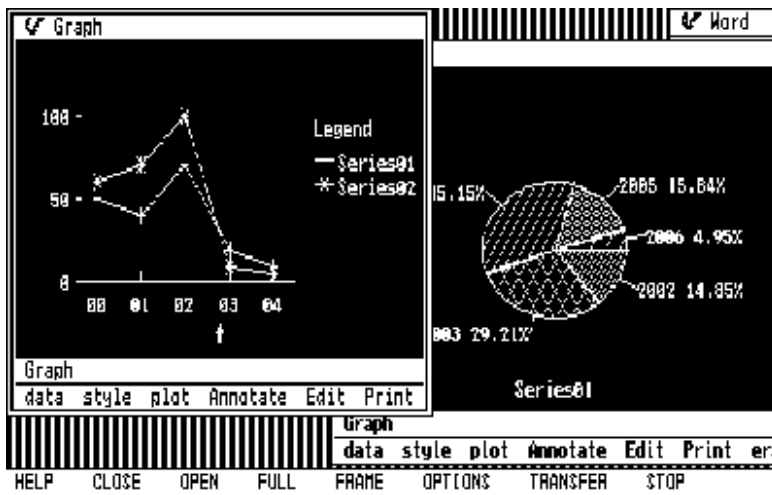 Graph
Word
100
Legend
Series01
Series02
50
0
00 01 02 03 04
5.15%
2005 15.84%
2006 4.95%
2002 14.85%
003 29.21%
Series01
Graph
data style plot Annotate Edit Print
Graph
data style plot Annotate Edit Print er
HELP CLOSE OPEN FULL FRAME OPTIONS TRANSFER STOP